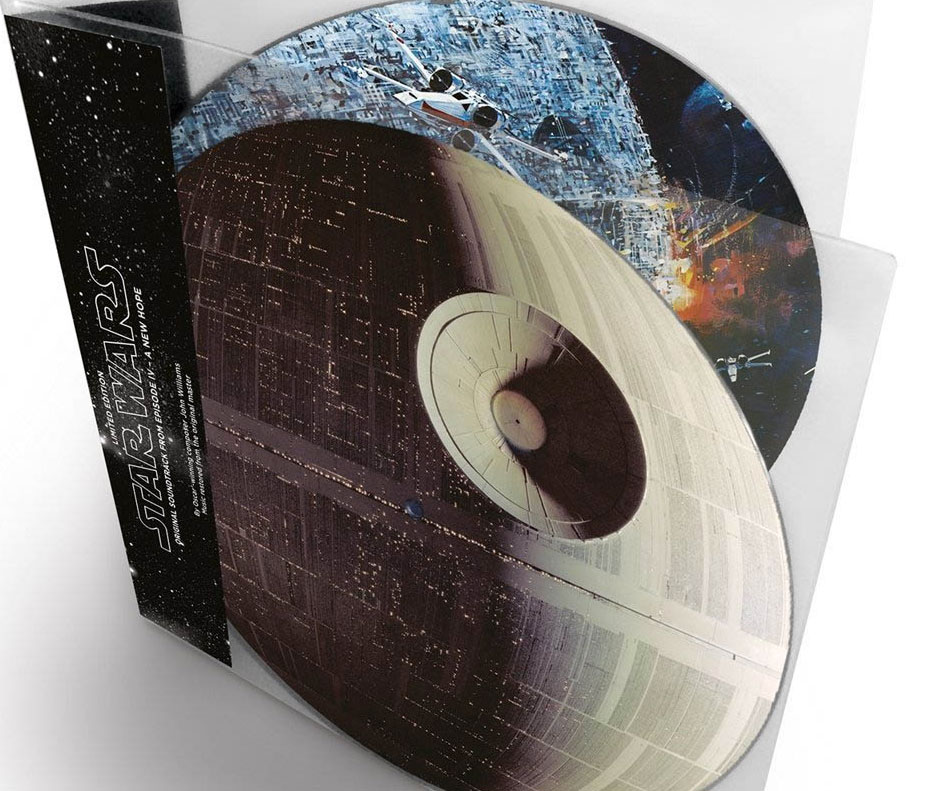 LIMITED EDITION
STAR WARS
ORIGINAL SOUNDTRACK FROM EPISODE IV - A NEW HOPE
By Oscar-winning composer John Williams
Music restored from the original master